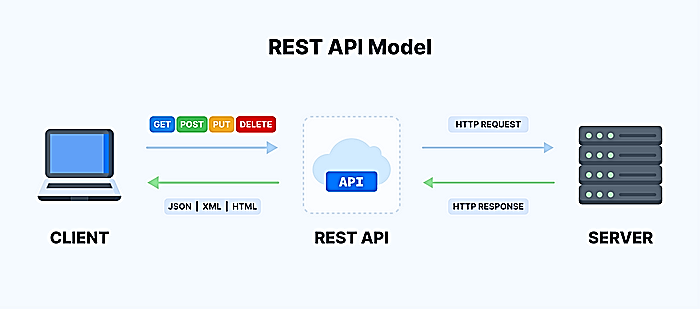 REST API Model
GET POST PUT DELETE
HTTP REQUEST
API
JSON | XML | HTML
HTTP RESPONSE
CLIENT
REST API
SERVER